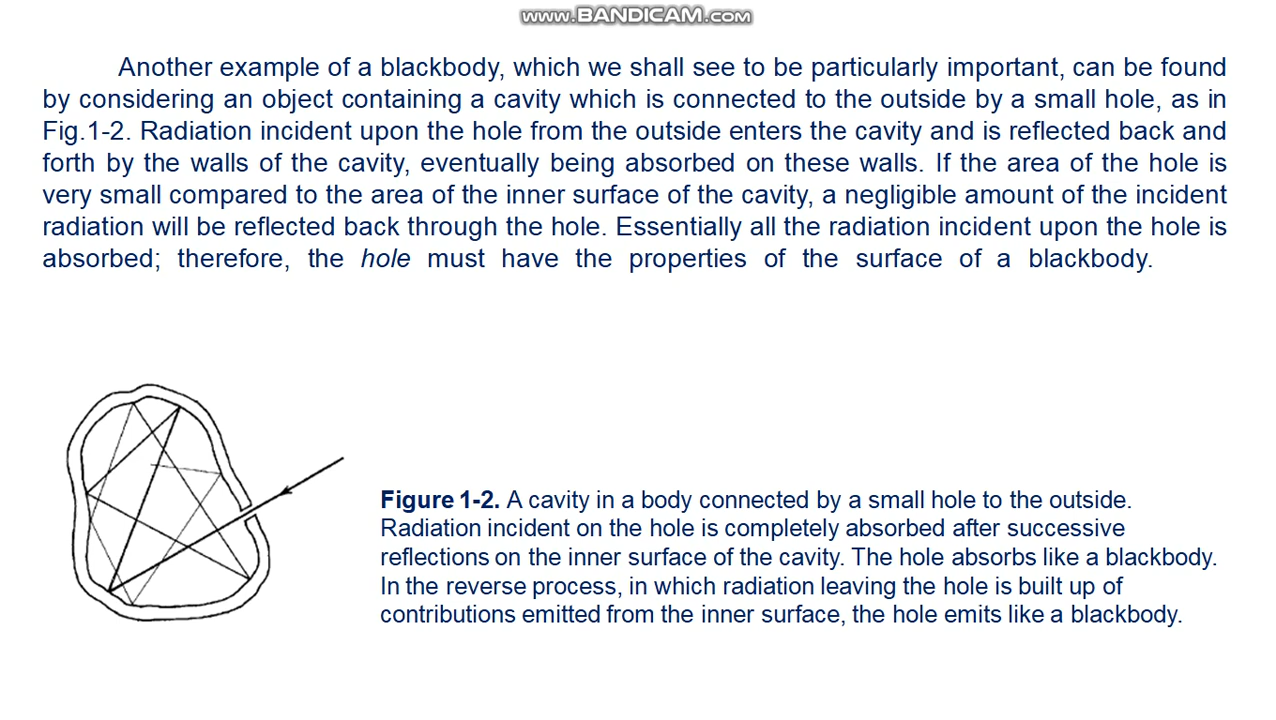 www.BANDICAM.com
Another example of a blackbody, which we shall see to be particularly important, can be found
by considering an object containing a cavity which is connected to the outside by a small hole, as in
Fig.1-2. Radiation incident upon the hole from the outside enters the cavity and is reflected back and
forth by the walls of the cavity, eventually being absorbed on these walls. If the area of the hole is
very small compared to the area of the inner surface of the cavity, a negligible amount of the incident
radiation will be reflected back through the hole. Essentially all the radiation incident upon the hole is
absorbed; therefore, the hole must have the properties of the surface of a blackbody.
Figure 1-2. A cavity in a body connected by a small hole to the outside.
Radiation incident on the hole is completely absorbed after successive
reflections on the inner surface of the cavity. The hole absorbs like a blackbody.
In the reverse process, in which radiation leaving the hole is built up of
contributions emitted from the inner surface, the hole emits like a blackbody.